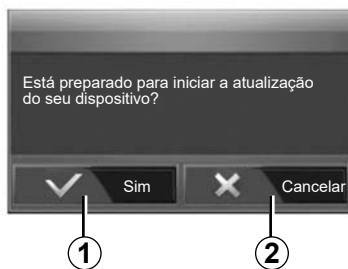 Está preparado para iniciar a atualização
do seu dispositivo?
Sim
Cancelar
1
2